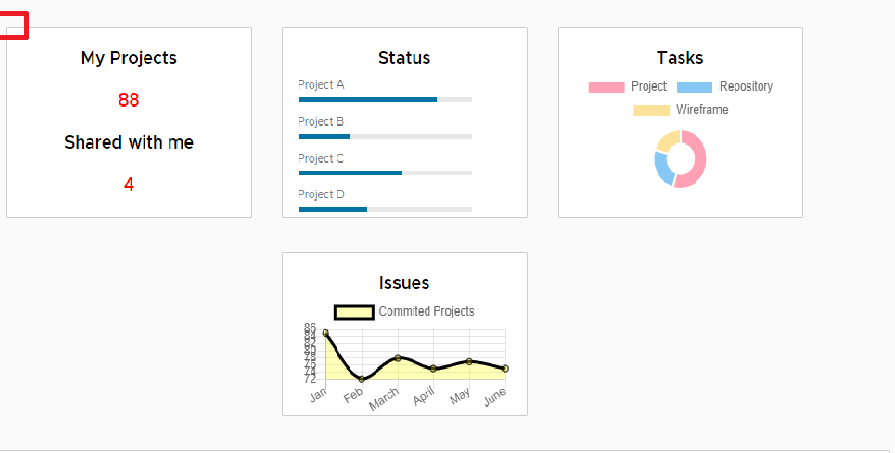 My Projects
88
Shared with me
4
Status
Project A
Project B
Project C
Project D
Tasks
Project
Repository
Wireframe
Issues
Commited Projects
86
84
82
80
78
76
74
72
Jan
Feb
March
April
May
June